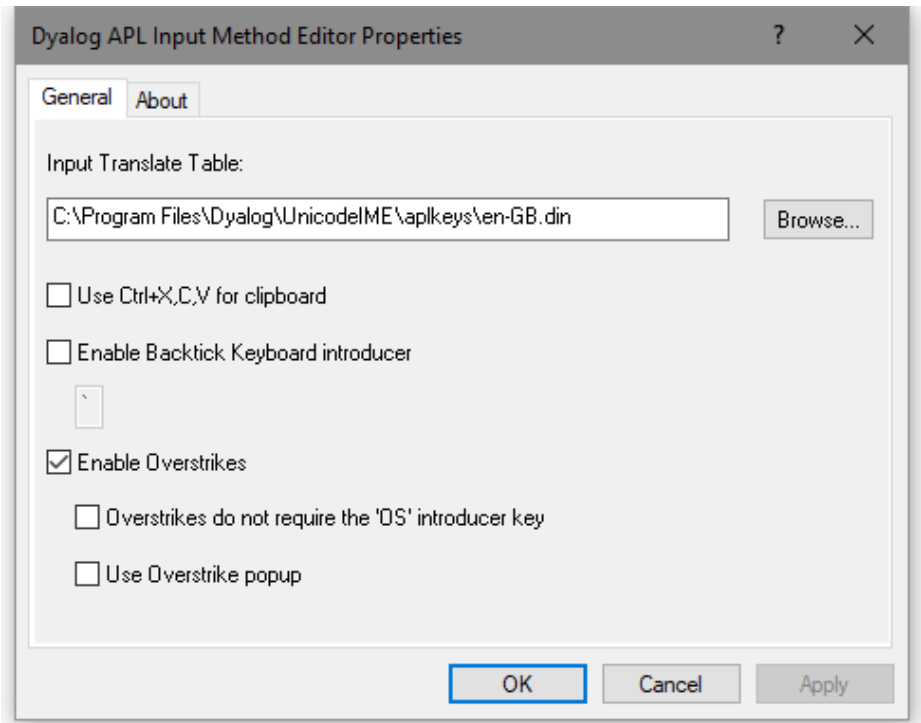 Dyalog APL Input Method Editor Properties ?
General About
Input Translate Table:
C:\Program Files\Dyalog\UnicodeIME\aplkeys\en-GB.din Browse...
Use Ctrl+X,C,V for clipboard
Enable Backtick Keyboard introducer
`
Enable Overstrikes
Overstrikes do not require the 'OS' introducer key
Use Overstrike popup
OK Cancel Apply